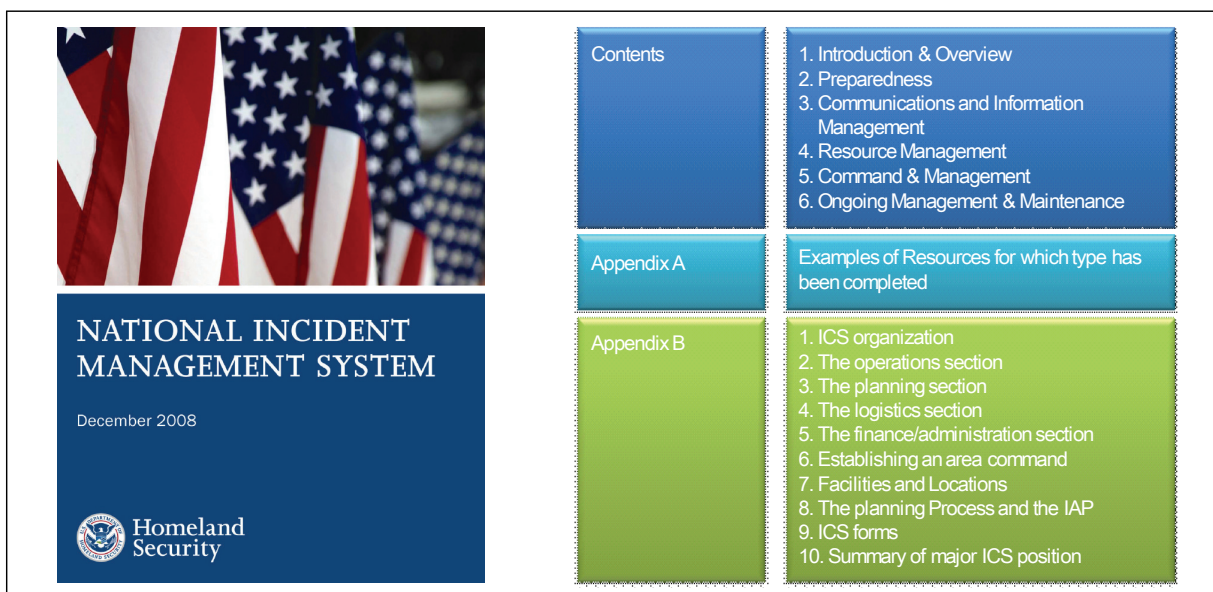 NATIONAL INCIDENT
MANAGEMENT SYSTEM
December 2008
U.S. DEPARTMENT OF
HOMELAND SECURITY
Homeland
Security
Contents
1. Introduction & Overview
2. Preparedness
3. Communications and Information
Management
4. Resource Management
5. Command & Management
6. Ongoing Management & Maintenance
Appendix A
Examples of Resources for which type has
been completed
Appendix B
1. ICS organization
2. The operations section
3. The planning section
4. The logistics section
5. The finance/administration section
6. Establishing an area command
7. Facilities and Locations
8. The planning Process and the IAP
9. ICS forms
10. Summary of major ICS position